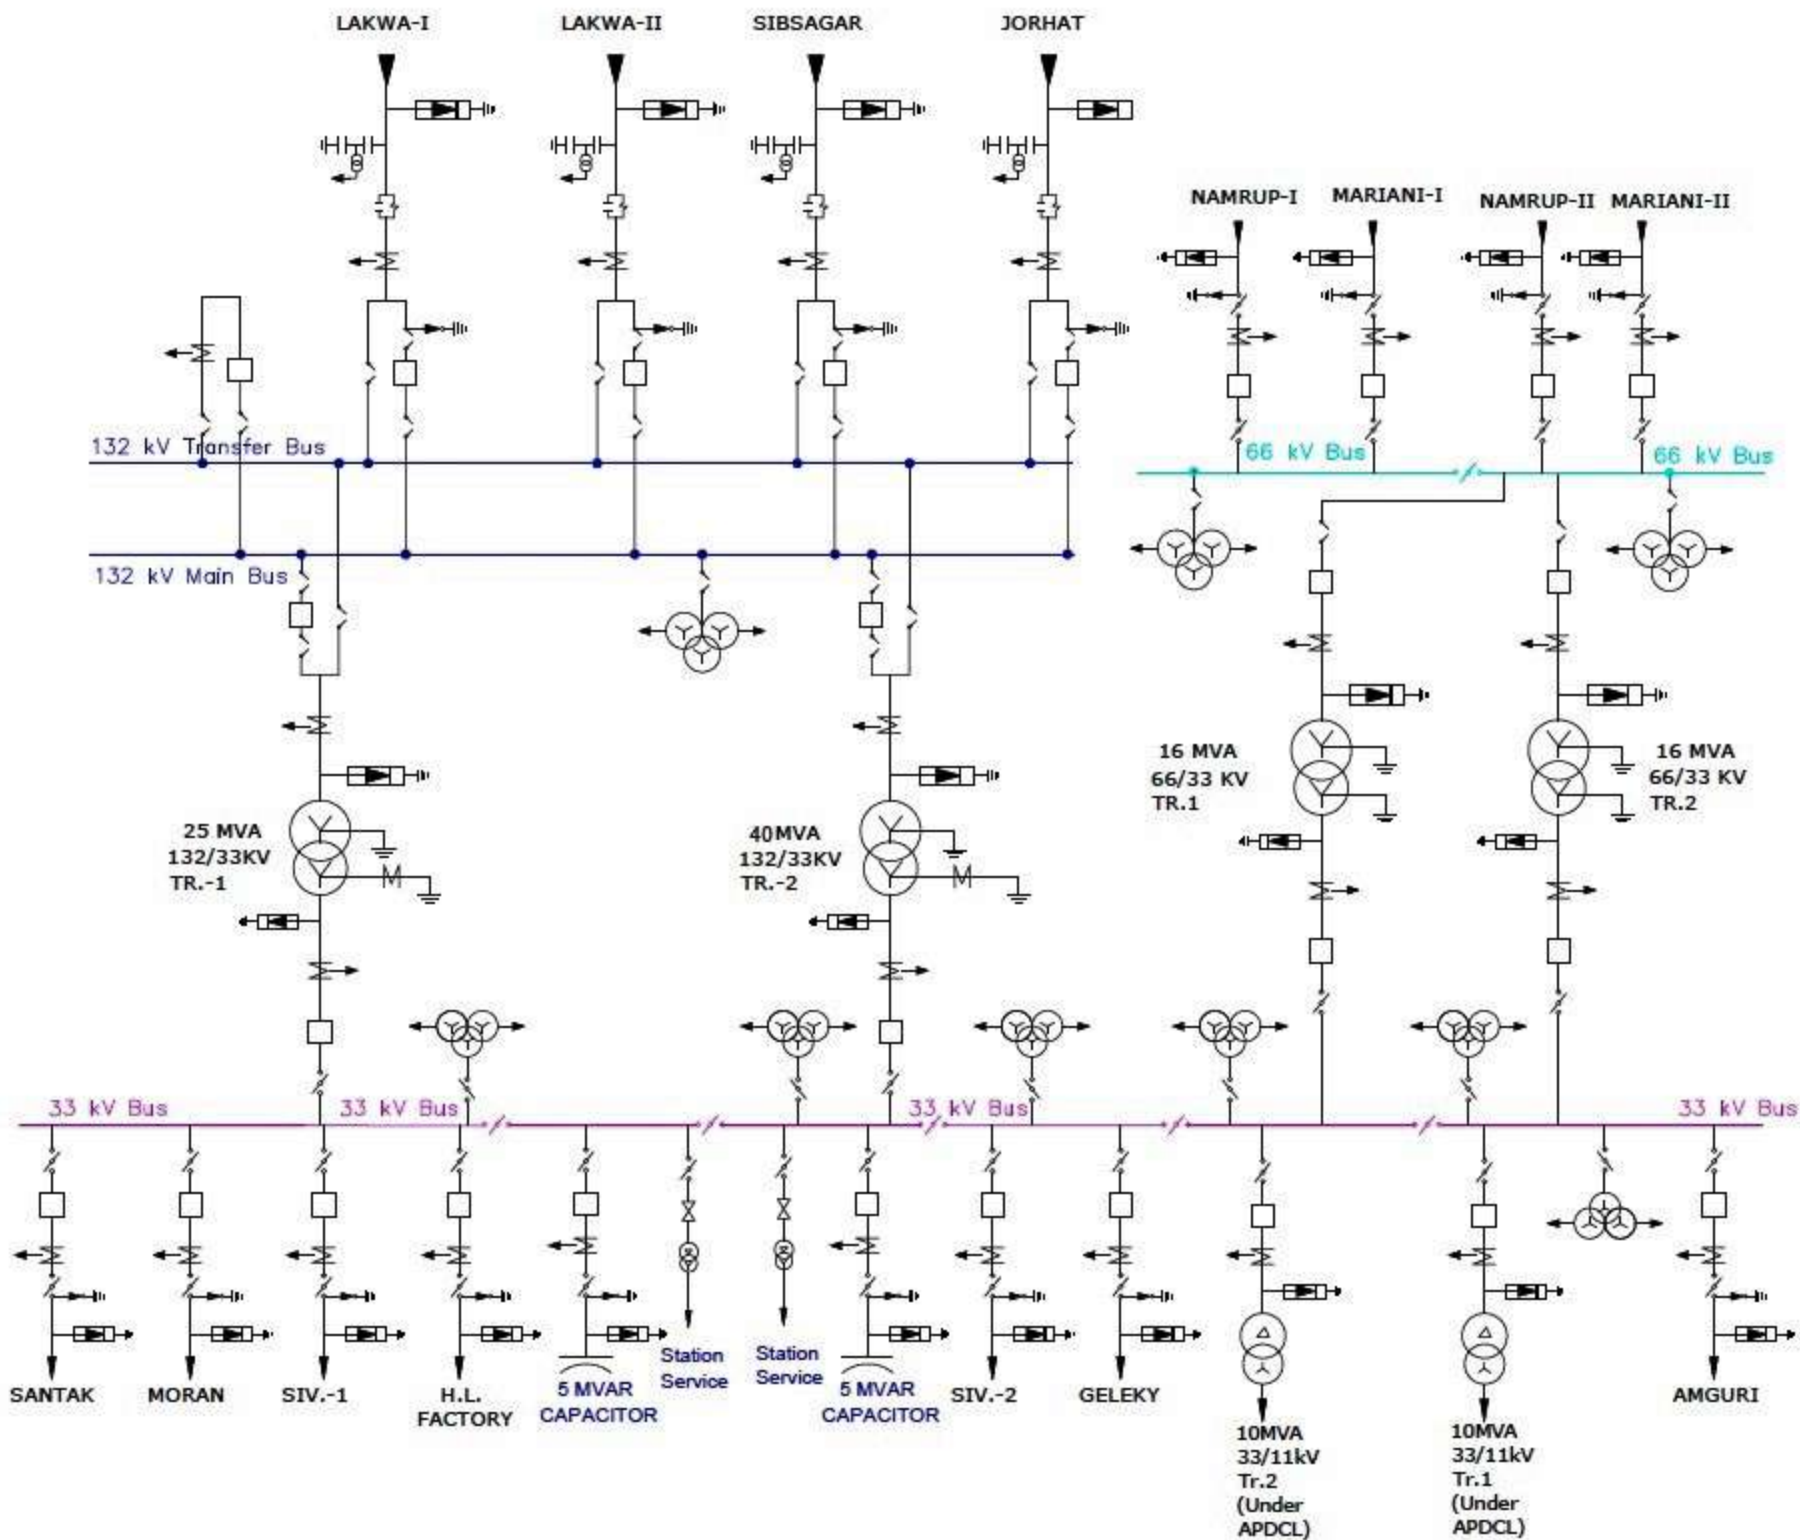 LAKWA-I
LAKWA-II
SIBSAGAR
JORHAT
NAMRUP-I
MARIANI-I
NAMRUP-II
MARIANI-II
132 kV Transfer Bus
66 kV Bus
66 kV Bus
132 kV Main Bus
25 MVA
132/33KV
TR.-1
40MVA
132/33KV
TR.-2
16 MVA
66/33 KV
TR.1
16 MVA
66/33 KV
TR.2
33 kV Bus
33 kV Bus
33 kV Bus
33 kV Bus
SANTAK
MORAN
SIV.-1
H.L.
FACTORY
5 MVAR
CAPACITOR
Station
Service
Station
Service
5 MVAR
CAPACITOR
SIV.-2
GELEKY
10MVA
33/11kV
Tr.2
(Under
APDCL)
10MVA
33/11kV
Tr.1
(Under
APDCL)
AMGURI